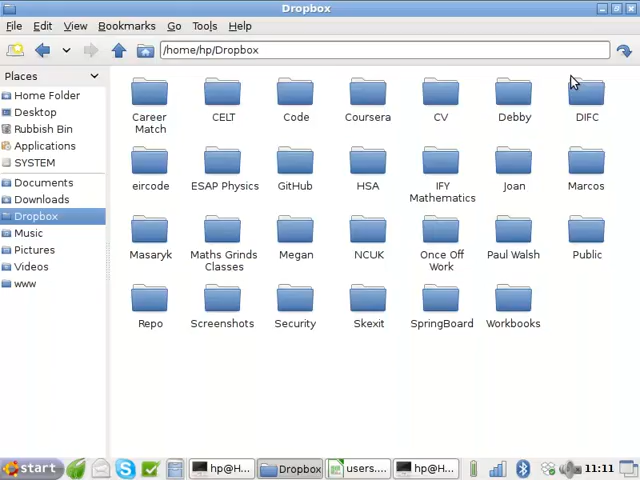 Dropbox
File Edit View Bookmarks Go Tools Help
/home/hp/Dropbox
Places
Home Folder
Desktop
Rubbish Bin
Applications
SYSTEM
Documents
Downloads
Dropbox
Music
Pictures
Videos
www
Career
Match
CELT
Code
Coursera
CV
Debby
DIFC
eircode
ESAP Physics
GitHub
HSA
IFY
Mathematics
Joan
Marcos
Masaryk
Maths Grinds
Classes
Megan
NCUK
Once Off
Work
Paul Walsh
Public
Repo
Screenshots
Security
Skexit
SpringBoard
Workbooks
start hp@H... Dropbox users.... hp@H... 11:11